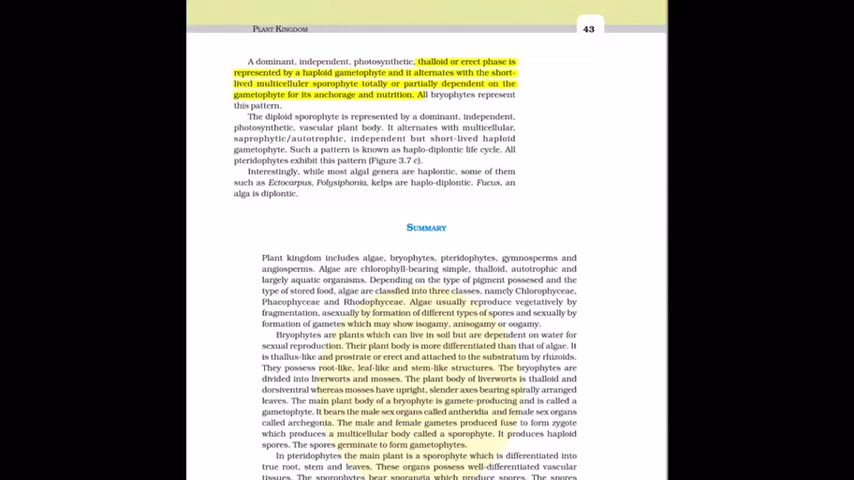 PLANT KINGDOM
43
A dominant, independent, photosynthetic, thalloid or erect phase is
represented by a haploid gametophyte and it alternates with the short-
lived multicelluler sporophyte totally or partially dependent on the
gametophyte for its anchorage and nutrition. All bryophytes represent
this pattern.
The diploid sporophyte is represented by a dominant, independent,
photosynthetic, vascular plant body. It alternates with multicellular,
saprophytic/autotrophic, independent but short-lived haploid
gametophyte. Such a pattern is known as haplo-diplontic life cycle. All
pteridophytes exhibit this pattern (Figure 3.7 c).
Interestingly, while most algal genera are haplontic, some of them
such as Ectocarpus, Polysiphonia, kelps are haplo-diplontic. Fucus, an
alga is diplontic.
SUMMARY
Plant kingdom includes algae, bryophytes, pteridophytes, gymnosperms and
angiosperms. Algae are chlorophyll-bearing simple, thalloid, autotrophic and
largely aquatic organisms. Depending on the type of pigment possesed and the
type of stored food, algae are classfied into three classes, namely Chlorophyceae,
Phaeophyceae and Rhodophyceae. Algae usually reproduce vegetatively by
fragmentation, asexually by formation of different types of spores and sexually by
formation of gametes which may show isogamy, anisogamy or oogamy.
Bryophytes are plants which can live in soil but are dependent on water for
sexual reproduction. Their plant body is more differentiated than that of algae. It
is thallus-like and prostrate or erect and attached to the substratum by rhizoids.
They possess root-like, leaf-like and stem-like structures. The bryophytes are
divided into liverworts and mosses. The plant body of liverworts is thalloid and
dorsiventral whereas mosses have upright, slender axes bearing spirally arranged
leaves. The main plant body of a bryophyte is gamete-producing and is called a
gametophyte. It bears the male sex organs called antheridia and female sex organs
called archegonia. The male and female gametes produced fuse to form zygote
which produces a multicellular body called a sporophyte. It produces haploid
spores. The spores germinate to form gametophytes.
In pteridophytes the main plant is a sporophyte which is differentiated into
true root, stem and leaves. These organs possess well-differentiated vascular
tissues. The sporophytes bear sporangia which produce spores. The spores